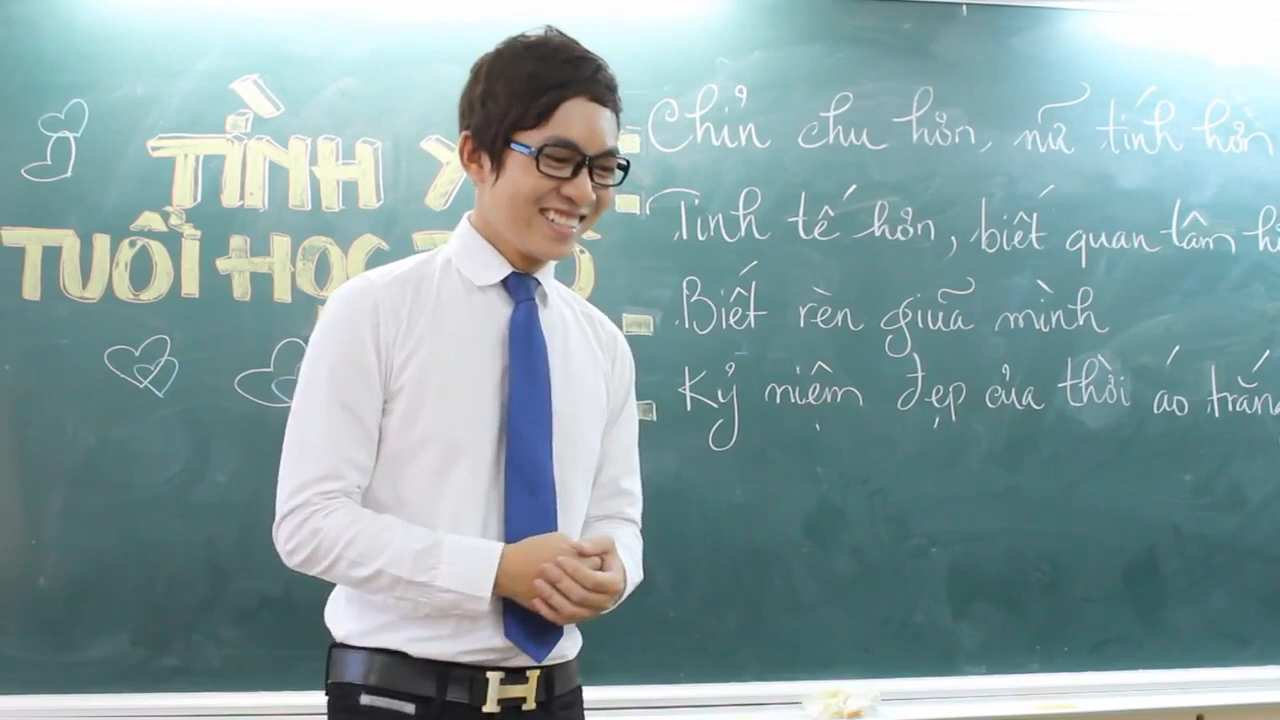 TÌNH
TUỔI HỌC
Chỉn chu hơn, nữ tính hơn
Tinh tế hơn, biết quan tâm
Biết rèn giũa mình
Kỷ niệm đẹp của thời áo trắng